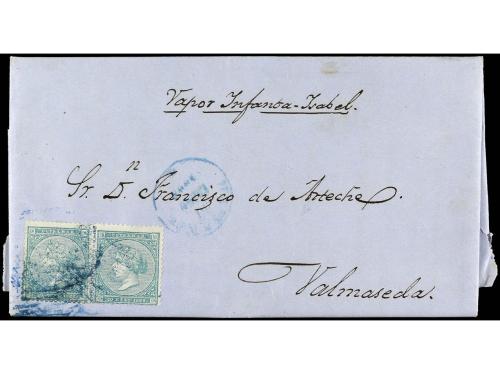 Vapor Infanta-Isabel.
Sr. Dn Francisco de Arteche
Valmaseda.